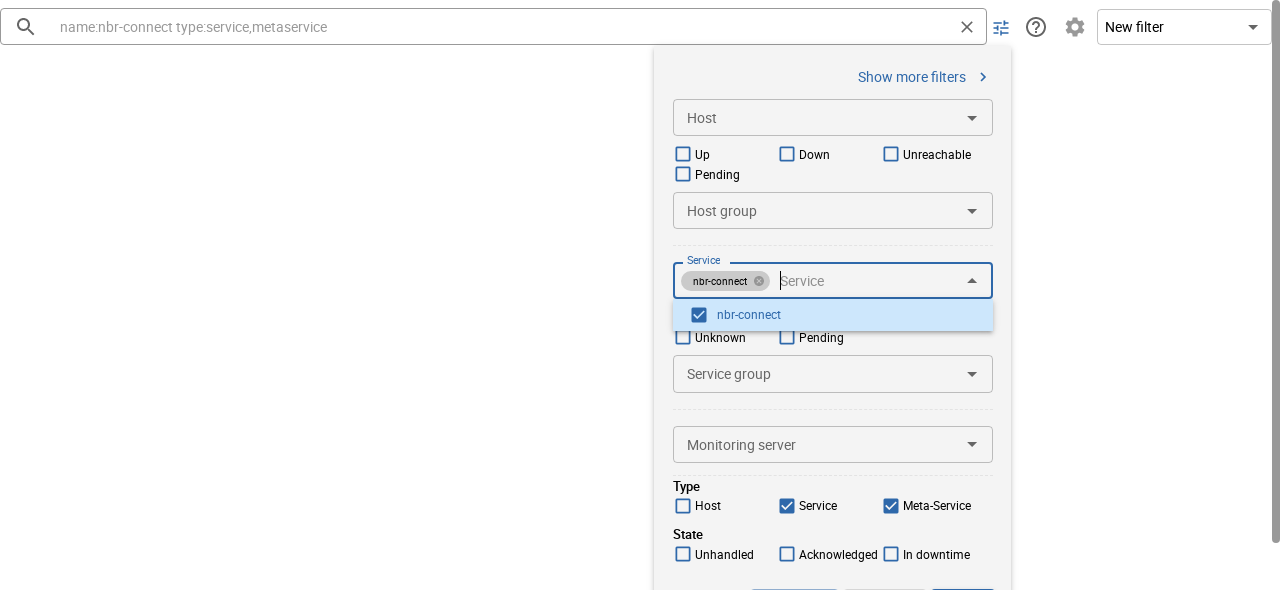 name:nbr-connect type:service,metaservice
New filter
Show more filters
Host
Up
Down
Unreachable
Pending
Host group
Service
nbr-connect
Service
nbr-connect
Unknown
Pending
Service group
Monitoring server
Type
Host
Service
Meta-Service
State
Unhandled
Acknowledged
In downtime